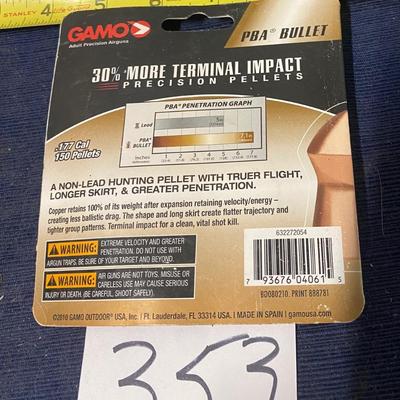 STANLEY 4 5
GAMO
Adult Precision Airguns
PBA® BULLET
30% MORE TERMINAL IMPACT
PRECISION PELLETS
PBA® PENETRATION GRAPH
Lead
PBA® BULLET
Inches
1 2 3 4 5 6 7
.177 Cal
150 Pellets
A NON-LEAD HUNTING PELLET WITH TRUER FLIGHT,
LONGER SKIRT, & GREATER PENETRATION.
Copper retains 100% of its weight after expansion retaining velocity/energy –
creating less ballistic drag. The shape and long skirt create flatter trajectory and
tighter group patterns. Terminal impact for a clean, vital shot kill.
WARNING: EXTREME VELOCITY AND GREATER
PENETRATION. DO NOT USE WITH
AIRGUN TRAPS. BE SURE OF YOUR TARGET AND BEYOND.
WARNING: AIR GUNS ARE NOT TOYS. MISUSE OR
CARELESS USE MAY CAUSE SERIOUS
INJURY OR DEATH. (BE CAREFUL, SHOOT SAFELY)
632272054
7 93676 04061 5
BD080210. PRINT 888781
©2010 GAMO OUTDOOR USA, Inc. | Ft. Lauderdale, FL 33314 USA. | MADE IN SPAIN | gamousa.com
353